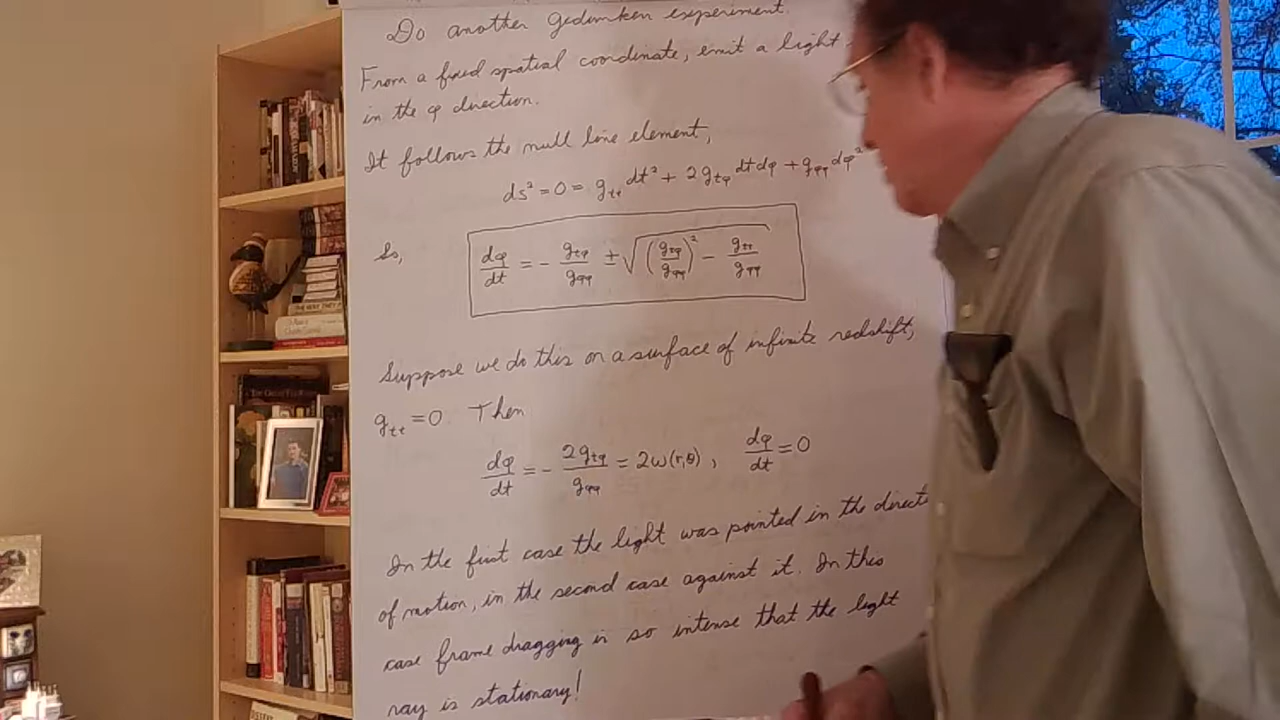 Do another gedunken experiment.
From a fixed spatial coordinate, emit a light
in the φ direction.
It follows the null line element,
ds² = 0 = g_tt dt² + 2g_tφ dtdφ + g_φφ dφ²
So,
dφ/dt = - g_tφ/g_φφ ± √((g_tφ/g_φφ)² - g_tt/g_φφ)
Suppose we do this on a surface of infinite redshift,
g_tt = 0. Then
dφ/dt = - 2g_tφ/g_φφ = 2ω(r,θ), dφ/dt = 0
In the first case the light was pointed in the direct
of motion, in the second case against it. In this
case frame dragging is so intense that the light
ray is stationary!